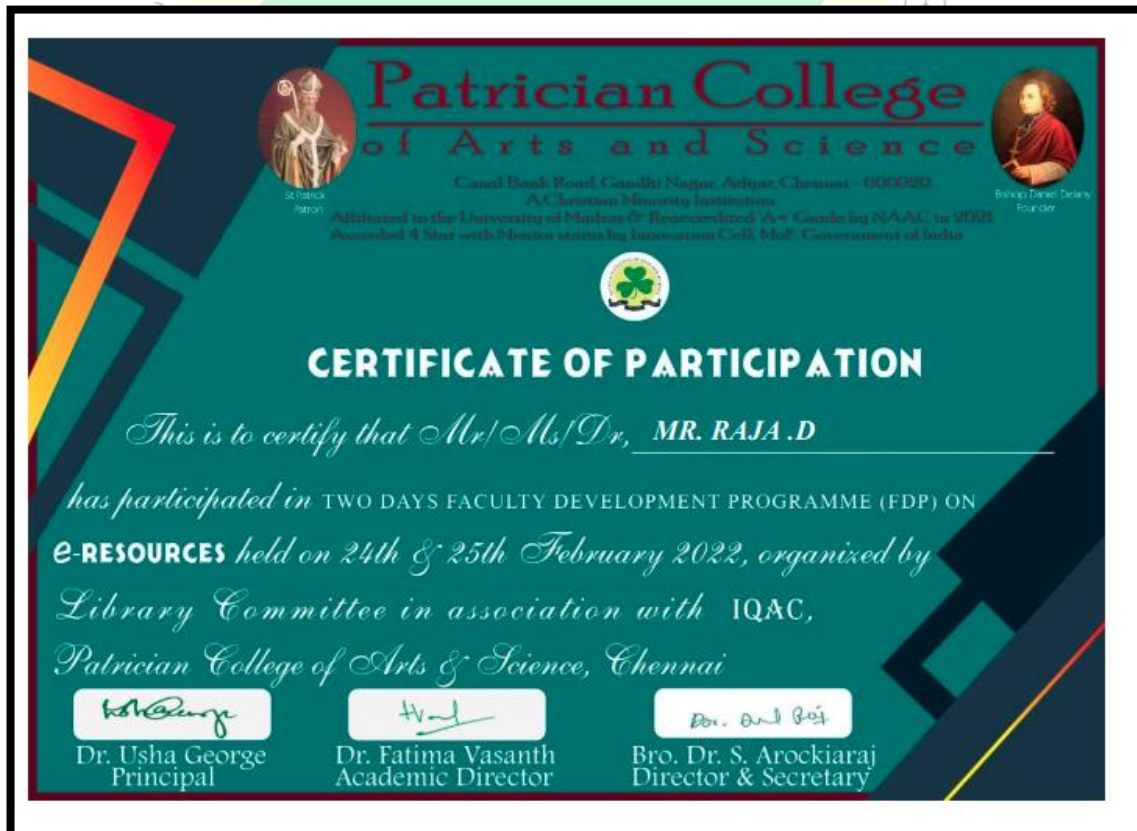 Patrician College
of Arts and Science
Canal Bank Road, Gandhi Nagar, Adyar, Chennai - 600020.
A Christian Minority Institution
Affiliated to the University of Madras & Reaccredited 'A+' Grade by NAAC in 2021
Awarded 4 Star with Mentor status by Innovation Cell, MoE, Government of India
St Patrick
Patron
Bishop Daniel Delany
Founder
CERTIFICATE OF PARTICIPATION
This is to certify that Mr/Ms/Dr, MR. RAJA .D
has participated in TWO DAYS FACULTY DEVELOPMENT PROGRAMME (FDP) ON
e-RESOURCES held on 24th & 25th February 2022, organized by
Library Committee in association with IQAC,
Patrician College of Arts & Science, Chennai
Dr. Usha George
Principal
Dr. Fatima Vasanth
Academic Director
Bro. Dr. S. Arockiaraj
Director & Secretary